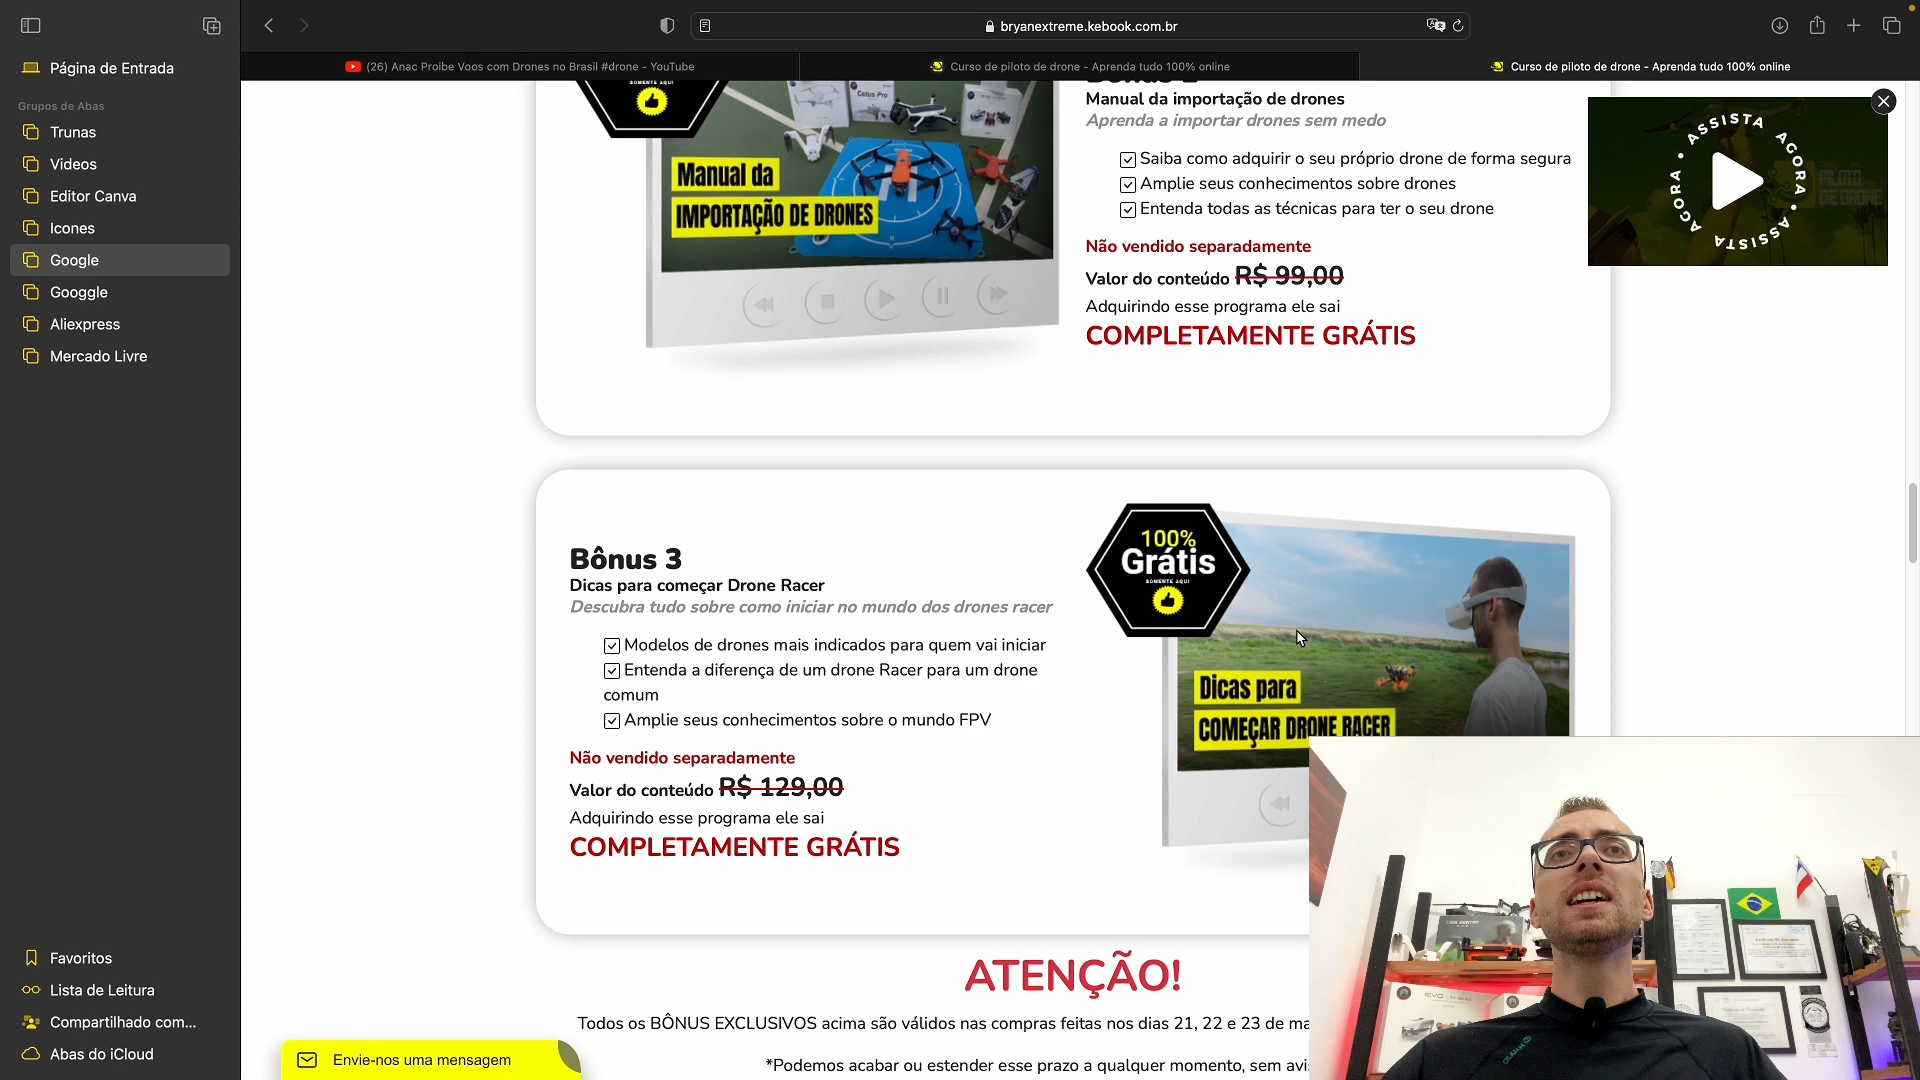 bryanextreme.kebook.com.br
(26) Anac Proibe Voos com Drones no Brasil #drone - YouTube
Curso de piloto de drone - Aprenda tudo 100% online
Curso de piloto de drone - Aprenda tudo 100% online
Página de Entrada
Grupos de Abas
Trunas
Videos
Editor Canva
Icones
Google
Googgle
Aliexpress
Mercado Livre
Favoritos
Lista de Leitura
Compartilhado com...
Abas do iCloud
SOMENTE AQUI
Cetus Pro
Manual da
IMPORTAÇÃO DE DRONES
Manual da importação de drones
Aprenda a importar drones sem medo
Saiba como adquirir o seu próprio drone de forma segura
Amplie seus conhecimentos sobre drones
Entenda todas as técnicas para ter o seu drone
Não vendido separadamente
Valor do conteúdo R$ 99,00
Adquirindo esse programa ele sai
COMPLETAMENTE GRÁTIS
ASSISTA AGORA • ASSISTA AGORA •
PILOTO
DE DRONE
Bônus 3
Dicas para começar Drone Racer
Descubra tudo sobre como iniciar no mundo dos drones racer
Modelos de drones mais indicados para quem vai iniciar
Entenda a diferença de um drone Racer para um drone
comum
Amplie seus conhecimentos sobre o mundo FPV
Não vendido separadamente
Valor do conteúdo R$ 129,00
Adquirindo esse programa ele sai
COMPLETAMENTE GRÁTIS
100%
Grátis
SOMENTE AQUI
Dicas para
COMEÇAR DRONE RACER
ATENÇÃO!
Todos os BÔNUS EXCLUSIVOS acima são válidos nas compras feitas nos dias 21, 22 e 23 de ma
*Podemos acabar ou estender esse prazo a qualquer momento, sem avi
Envie-nos uma mensagem